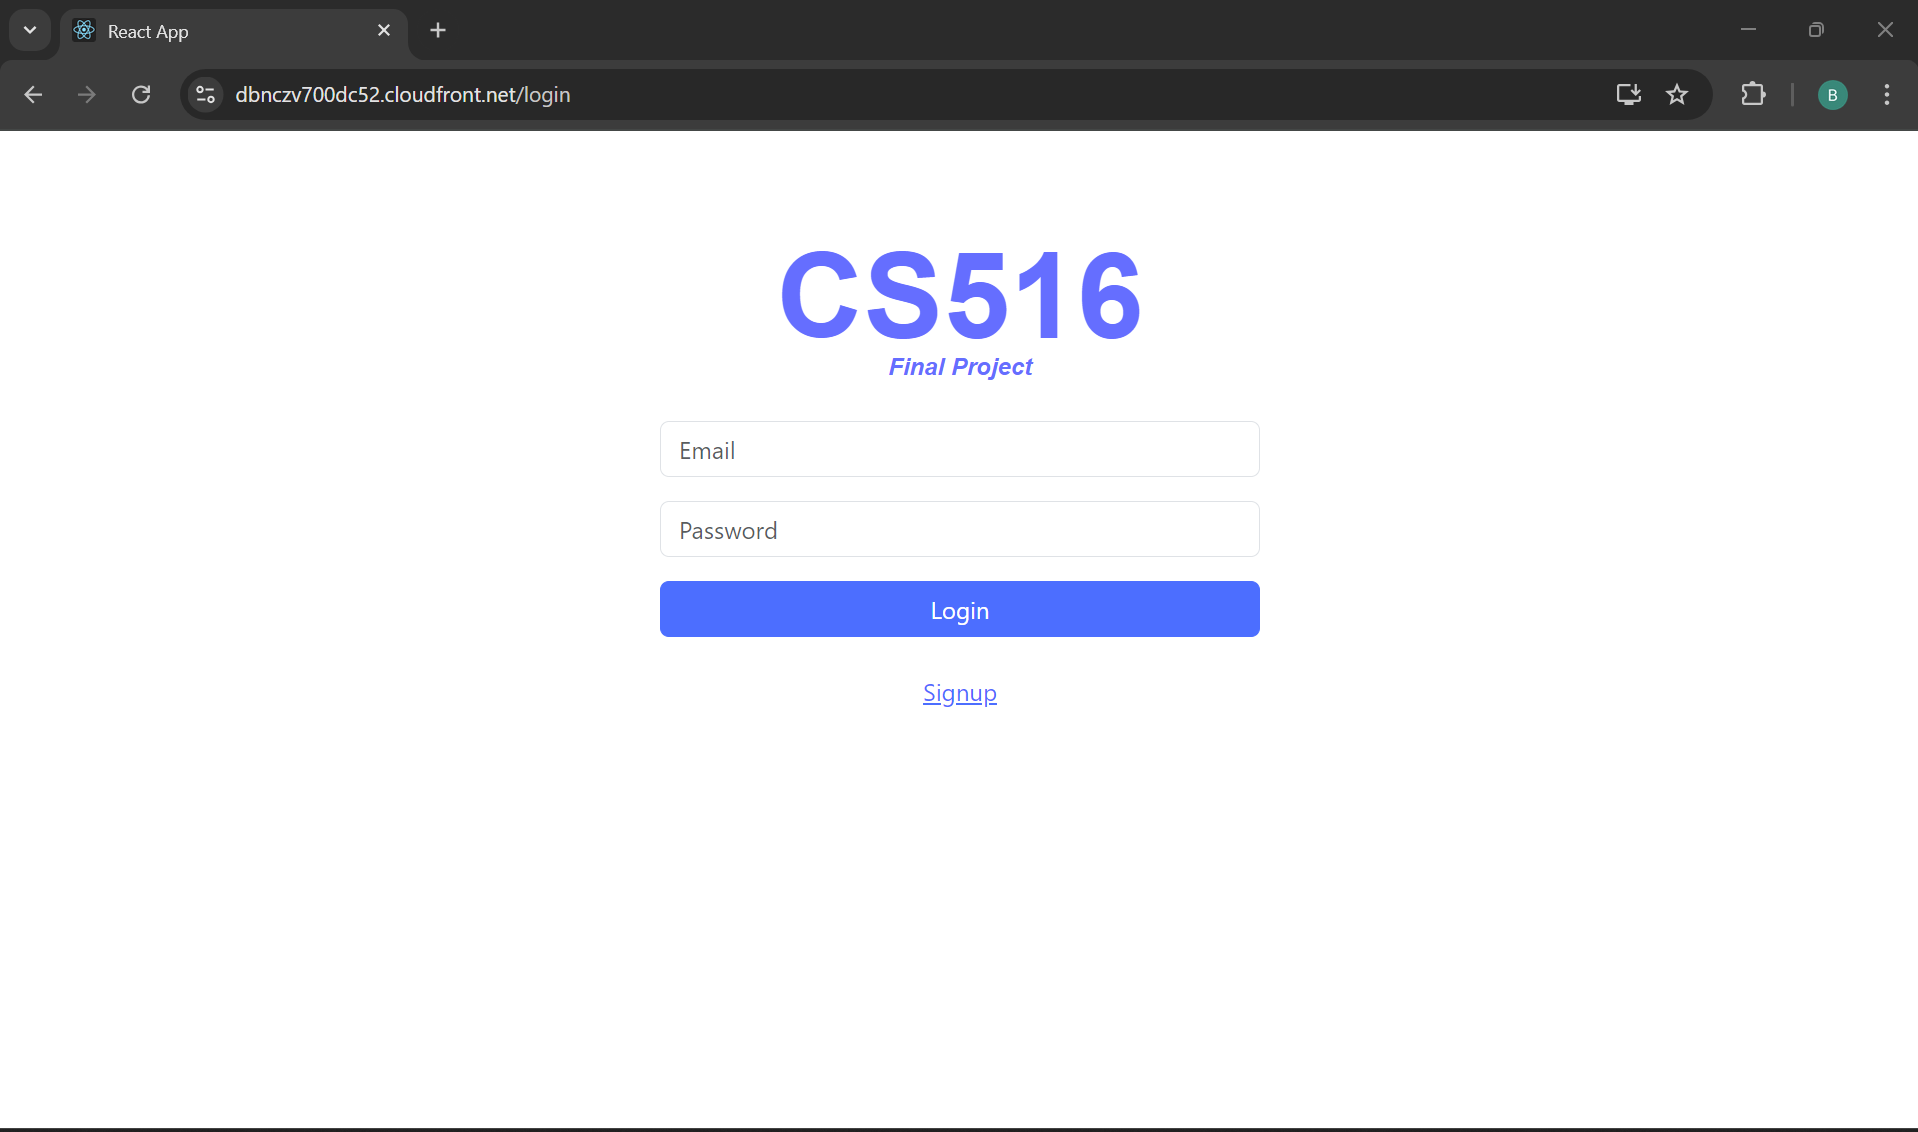 React App
dbnczv700dc52.cloudfront.net/login
B
CS516
Final Project
Email
Password
Login
Signup